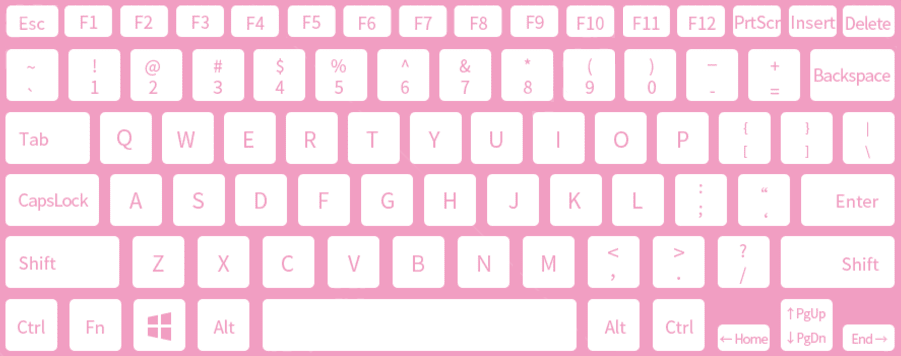 Esc F1 F2 F3 F4 F5 F6 F7 F8 F9 F10 F11 F12 PrtScr Insert Delete
~ ! @ # $ % ^ & * ( ) — +
、 1 2 3 4 5 6 7 8 9 0 - = Backspace
Tab Q W E R T Y U I O P { [ } ] | \
CapsLock A S D F G H J K L : ; “ ‘ Enter
Shift Z X C V B N M < , > . ? / Shift
Ctrl Fn Alt Alt Ctrl ←Home ↑PgUp ↓PgDn End→